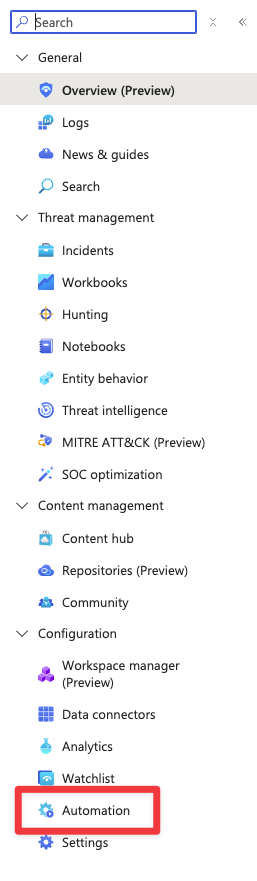 Search
General
Overview (Preview)
Logs
News & guides
Search
Threat management
Incidents
Workbooks
Hunting
Notebooks
Entity behavior
Threat intelligence
MITRE ATT&CK (Preview)
SOC optimization
Content management
Content hub
Repositories (Preview)
Community
Configuration
Workspace manager
(Preview)
Data connectors
Analytics
Watchlist
Automation
Settings